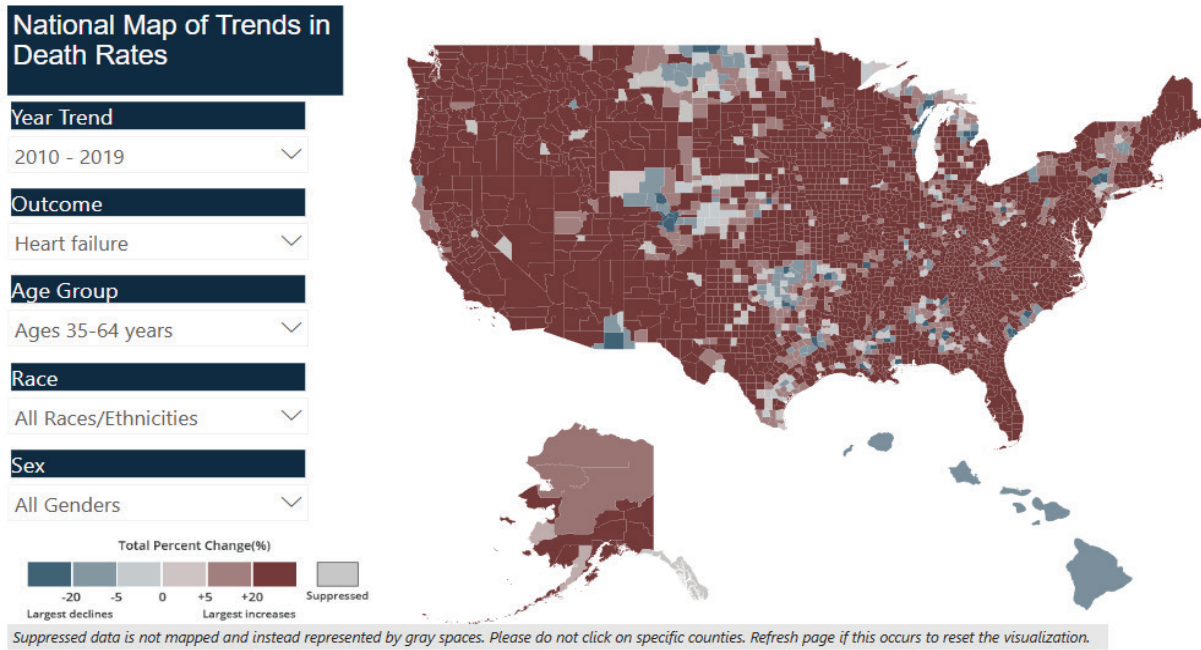 National Map of Trends in
Death Rates
Year Trend
2010 - 2019
Outcome
Heart failure
Age Group
Ages 35-64 years
Race
All Races/Ethnicities
Sex
All Genders
Total Percent Change(%)
-20 -5 0 +5 +20 Suppressed
Largest declines Largest increases
Suppressed data is not mapped and instead represented by gray spaces. Please do not click on specific counties. Refresh page if this occurs to reset the visualization.